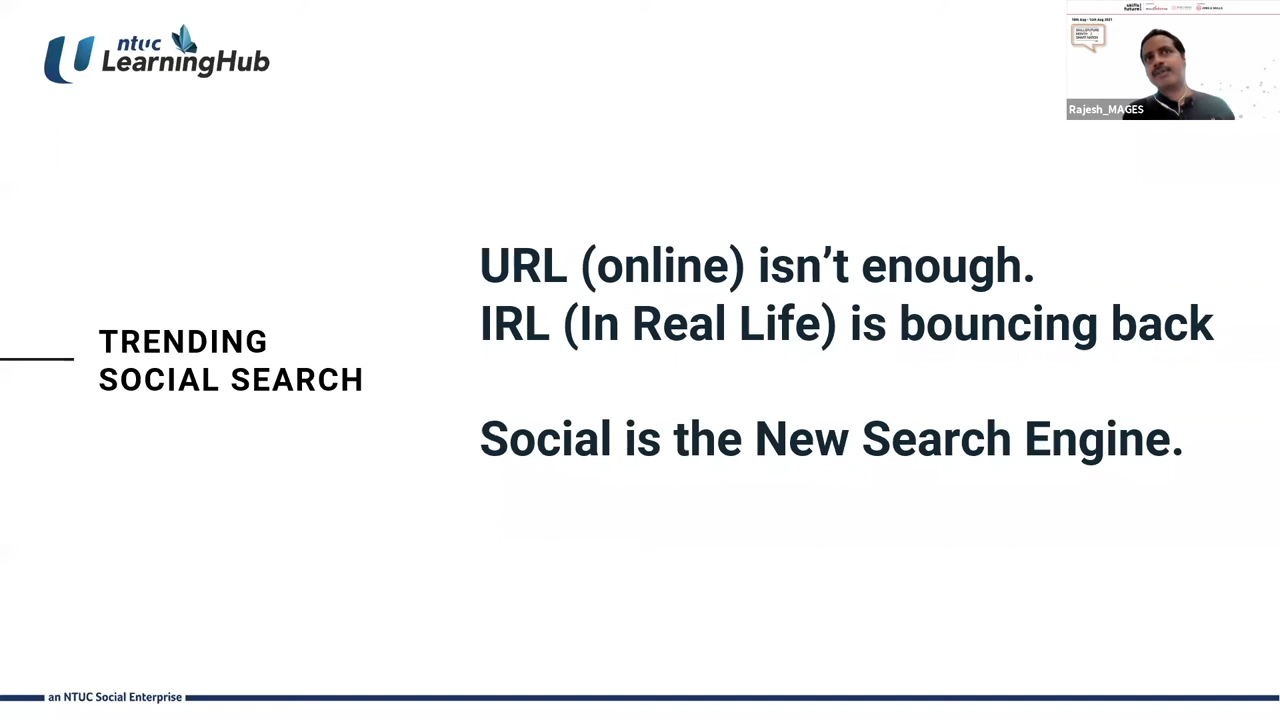 ntuc
LearningHub
Rajesh_MAGES
URL (online) isn’t enough.
IRL (In Real Life) is bouncing back
TRENDING
SOCIAL SEARCH
Social is the New Search Engine.
an NTUC Social Enterprise